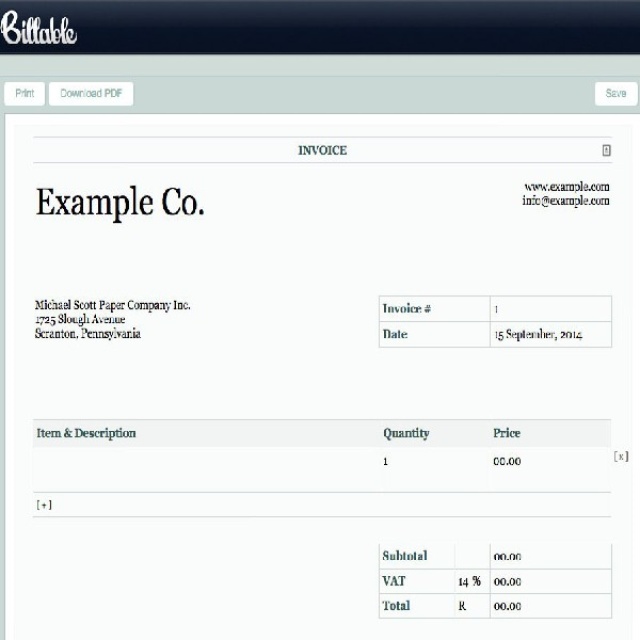 Billable
Print Download PDF Save
INVOICE
Example Co.
www.example.com
info@example.com
Michael Scott Paper Company Inc.
1725 Slough Avenue
Scranton, Pennsylvania
Invoice # 1
Date 15 September, 2014
Item & Description Quantity Price
1 00.00 [x]
[+]
Subtotal 00.00
VAT 14 % 00.00
Total R 00.00